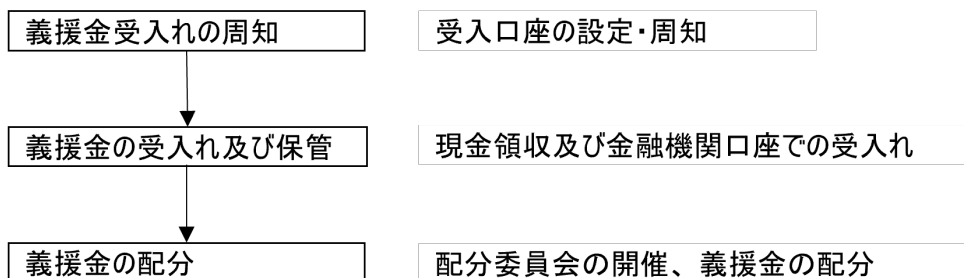 義援金受入れの周知
受入口座の設定・周知
義援金の受入れ及び保管
現金領収及び金融機関口座での受入れ
義援金の配分
配分委員会の開催、義援金の配分